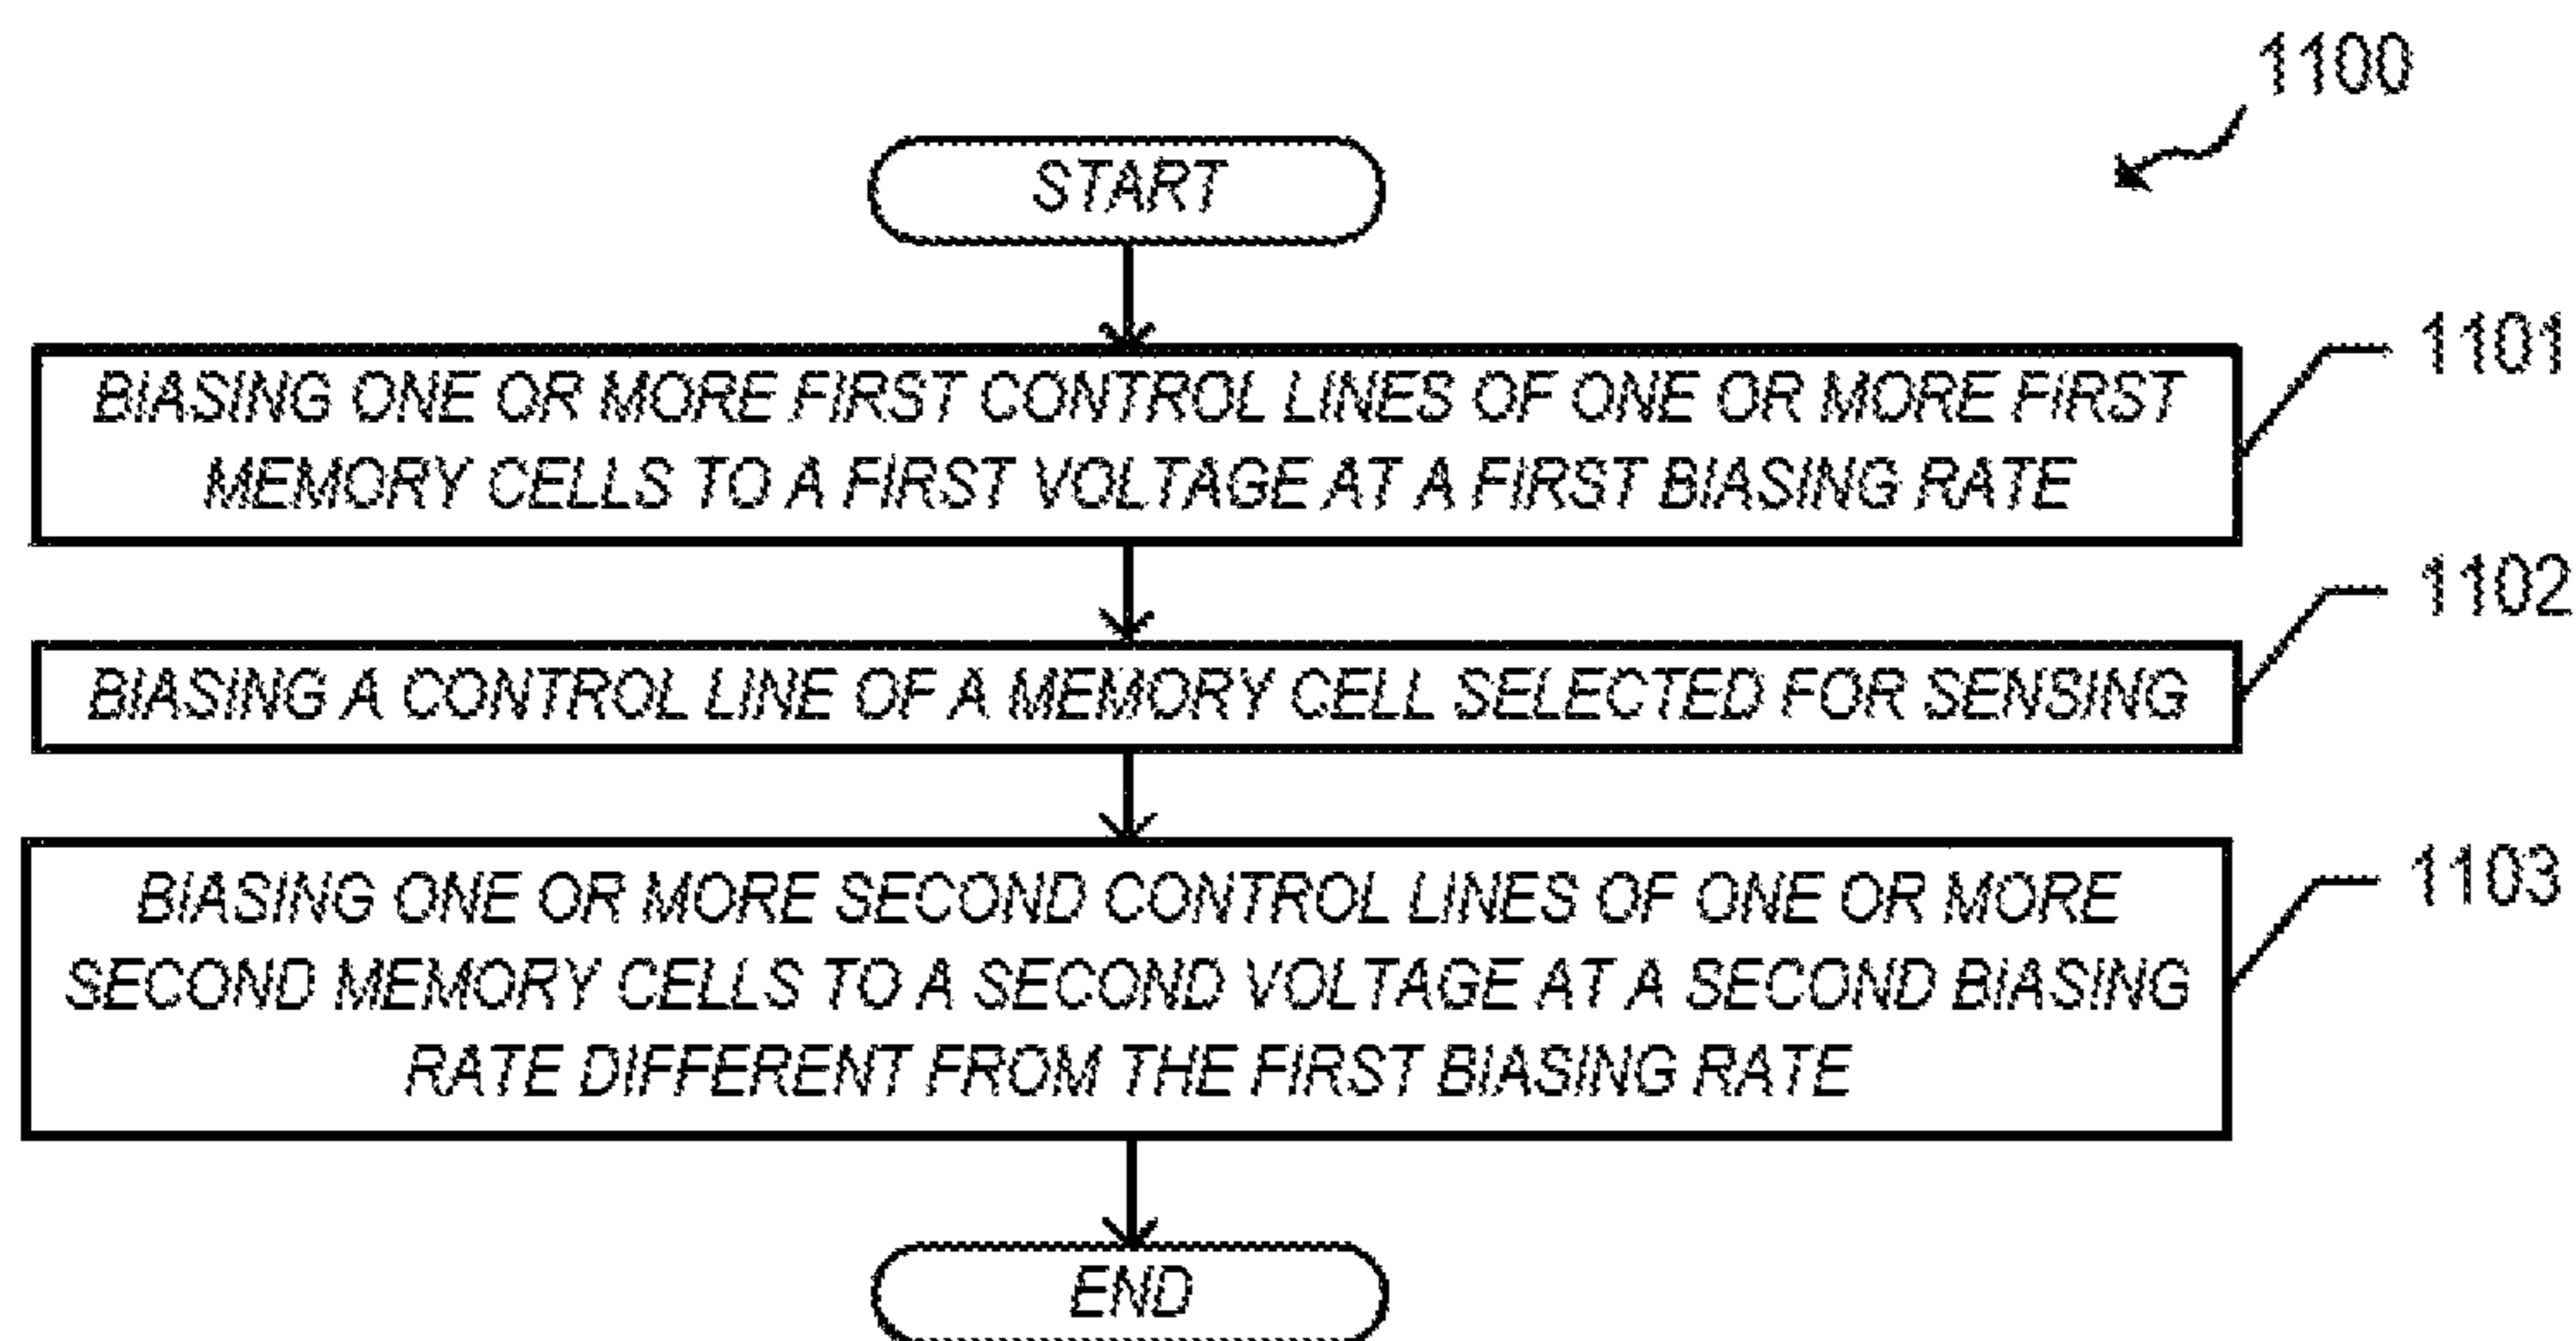 1100
START
BIASING ONE OR MORE FIRST CONTROL LINES OF ONE OR MORE FIRST
MEMORY CELLS TO A FIRST VOLTAGE AT A FIRST BIASING RATE
1101
BIASING A CONTROL LINE OF A MEMORY CELL SELECTED FOR SENSING
1102
BIASING ONE OR MORE SECOND CONTROL LINES OF ONE OR MORE
SECOND MEMORY CELLS TO A SECOND VOLTAGE AT A SECOND BIASING
RATE DIFFERENT FROM THE FIRST BIASING RATE
1103
END